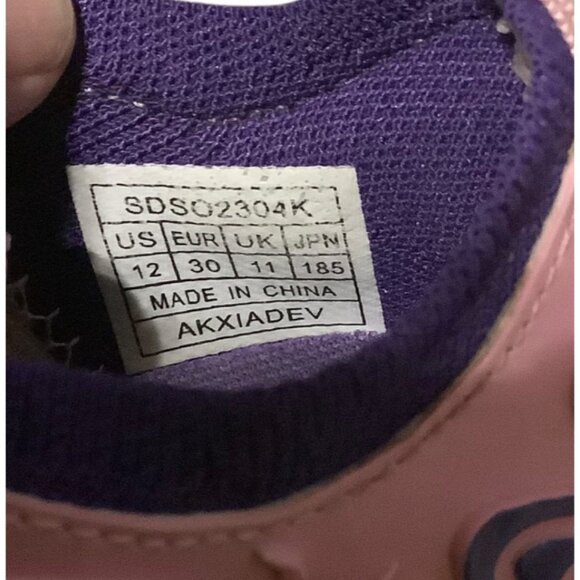 SDSO2304K
US EUR UK JPN
12 30 11 185
MADE IN CHINA
AKXIADEV